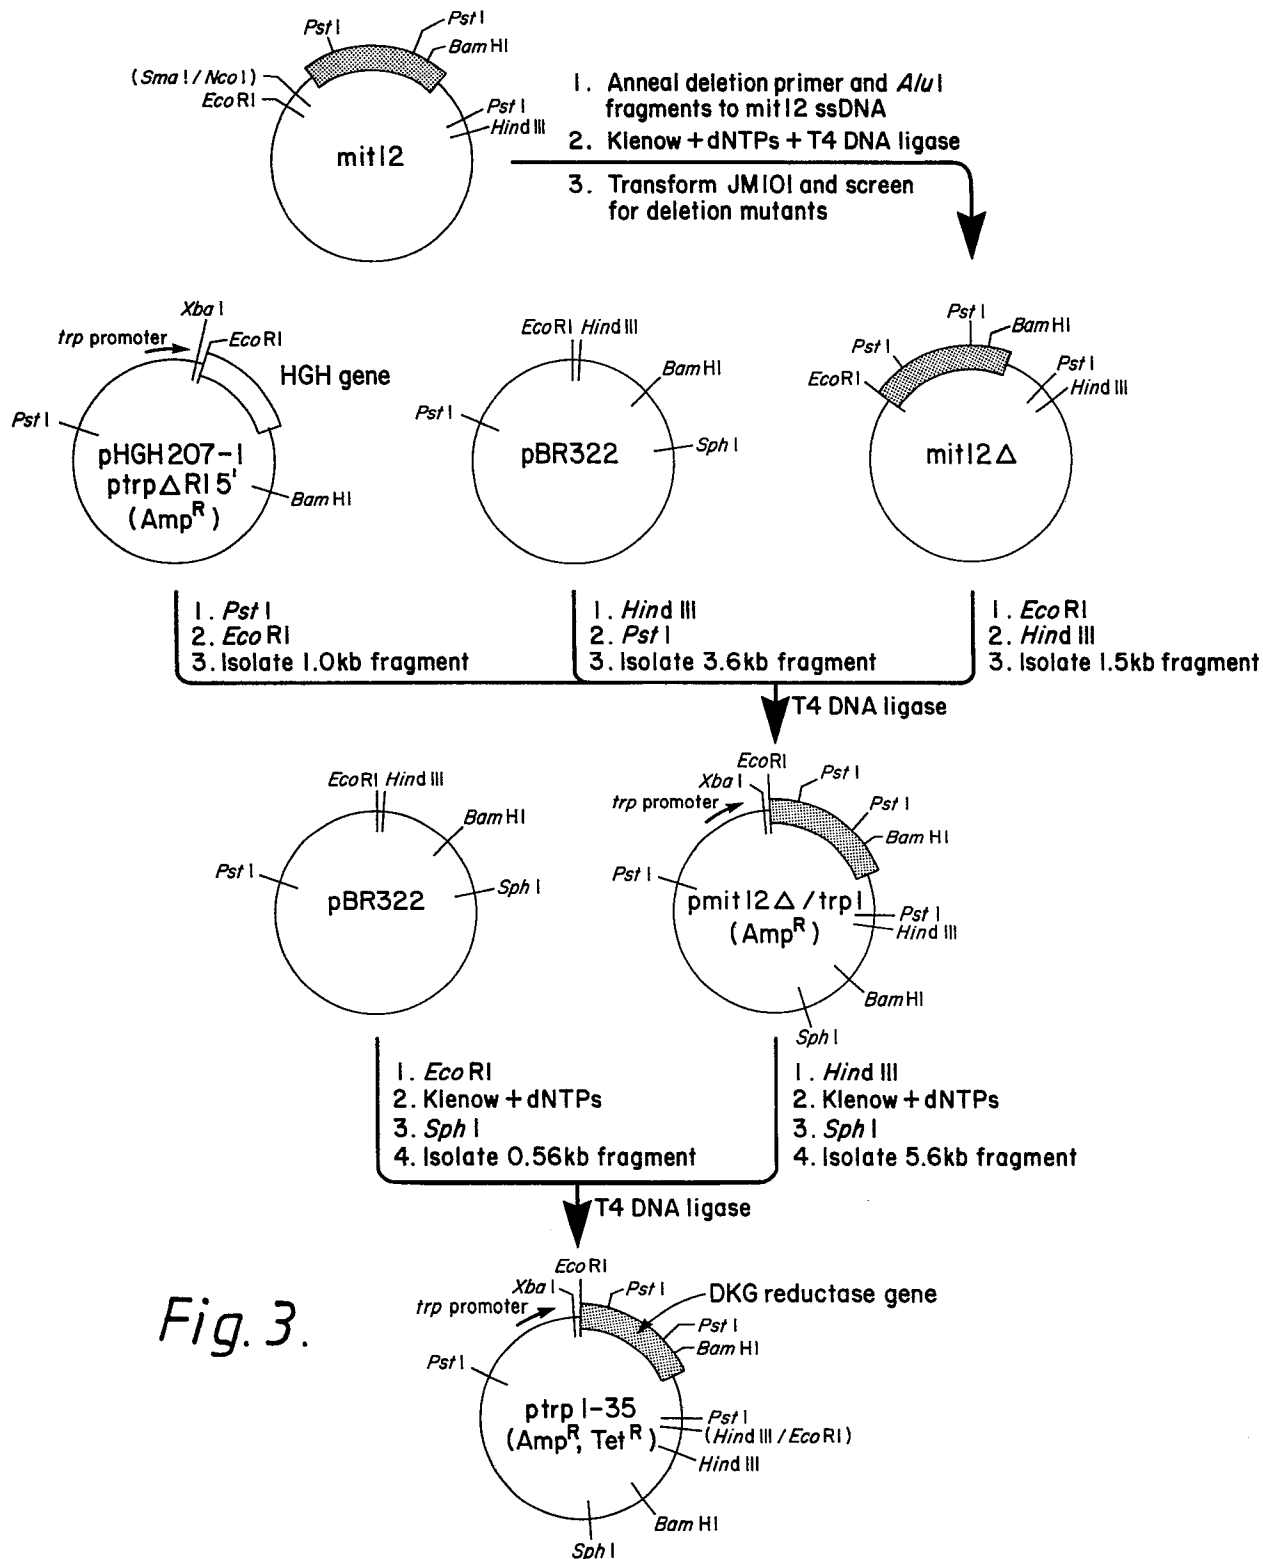 Pst I
Pst I
Bam HI
(Sma I / Nco I)
Eco RI
Pst I
Hind III
mit12
1. Anneal deletion primer and Alu I
fragments to mit12 ssDNA
2. Klenow + dNTPs + T4 DNA ligase
3. Transform JM101 and screen
for deletion mutants
Xba I
trp promoter
Eco RI
HGH gene
Pst I
pHGH207-1
ptrpΔRI5'
(Amp^R)
Bam HI
Eco RI Hind III
Bam HI
Pst I
Sph I
pBR322
Pst I
Bam HI
Pst I
Eco RI
Pst I
Hind III
mit12Δ
1. Pst I
2. Eco RI
3. Isolate 1.0kb fragment
1. Hind III
2. Pst I
3. Isolate 3.6kb fragment
1. Eco RI
2. Hind III
3. Isolate 1.5kb fragment
T4 DNA ligase
Eco RI Hind III
Bam HI
Pst I
Sph I
pBR322
Eco RI
Xba I
Pst I
trp promoter
Pst I
Bam HI
Pst I
pmit12Δ/trp1
(Amp^R)
Pst I
Hind III
Bam HI
Sph I
1. Eco RI
2. Klenow + dNTPs
3. Sph I
4. Isolate 0.56kb fragment
1. Hind III
2. Klenow + dNTPs
3. Sph I
4. Isolate 5.6kb fragment
T4 DNA ligase
Eco RI
Xba I
Pst I
trp promoter
DKG reductase gene
Pst I
Bam HI
Pst I
ptrp 1-35
(Amp^R, Tet^R)
Pst I
(Hind III / Eco RI)
Hind III
Bam HI
Sph I
Fig. 3.